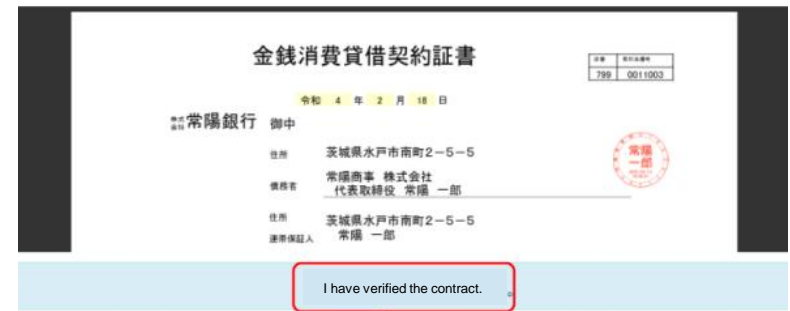 金銭消費貸借契約証書
799 0011003
令和 4 年 2 月 18 日
株式会社 常陽銀行 御中
住所 茨城県水戸市南町2-5-5
常陽商事 株式会社
債務者 代表取締役 常陽 一郎
常陽
一郎
住所 茨城県水戸市南町2-5-5
連帯保証人 常陽 一郎
I have verified the contract.